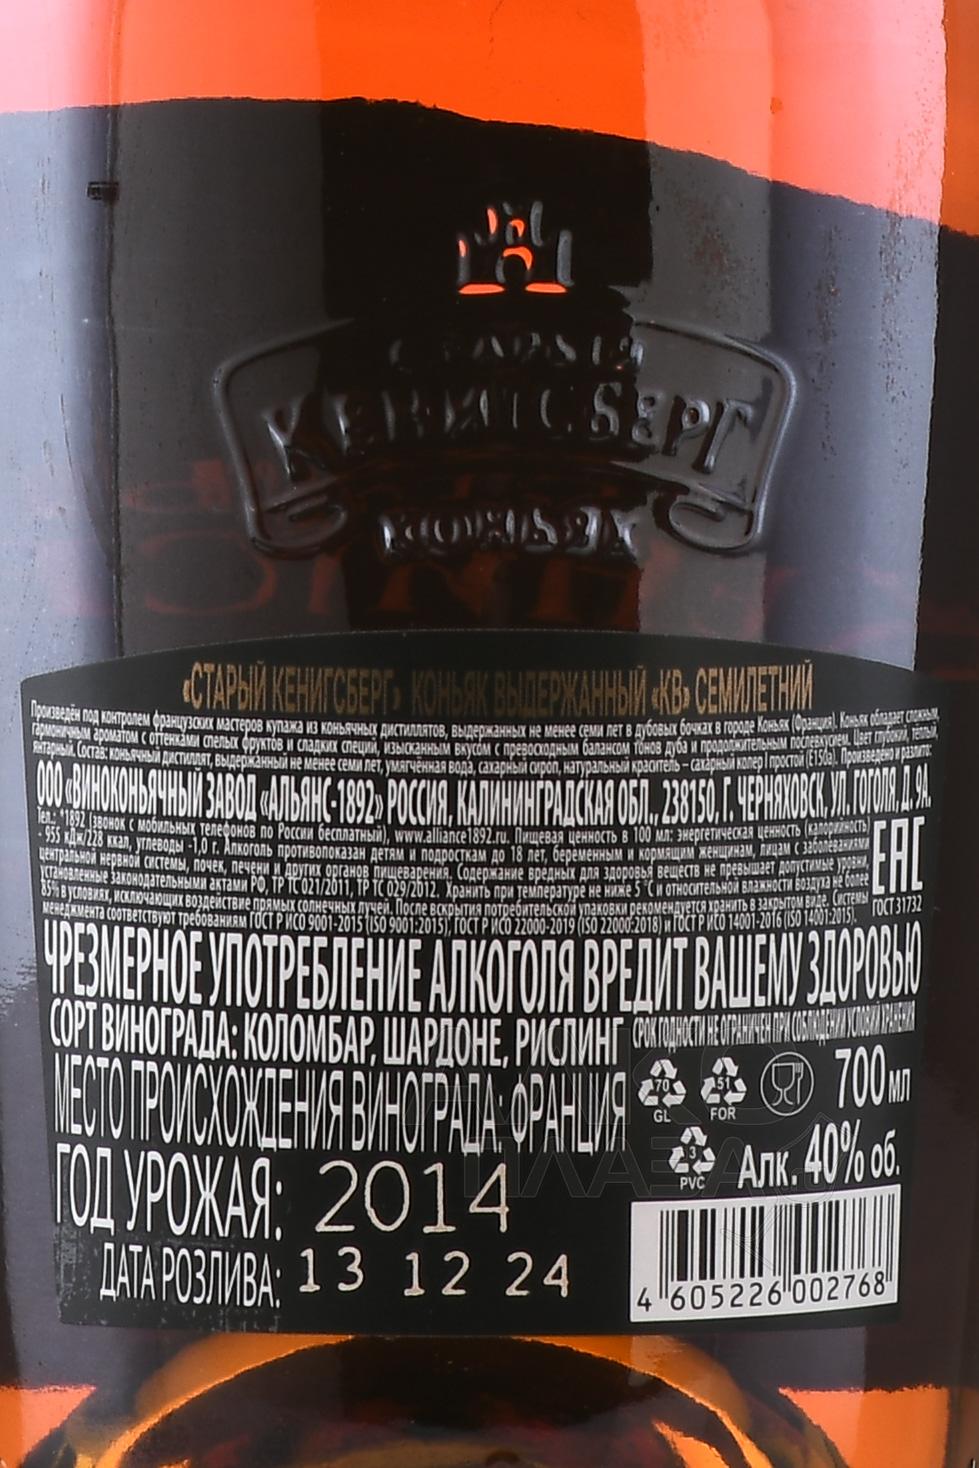 СТАРЫЙ
КЕНИГСБЕРГ
КОНЬЯК
«СТАРЫЙ КЕНИГСБЕРГ» КОНЬЯК ВЫДЕРЖАННЫЙ «КВ» СЕМИЛЕТНИЙ
Произведён под контролем французских мастеров купажа из коньячных дистиллятов, выдержанных не менее семи лет в дубовых бочках в городе Коньяк (Франция). Коньяк обладает сложным,
гармоничным ароматом с оттенками спелых фруктов и сладких специй, изысканным вкусом с превосходным балансом тонов дуба и продолжительным послевкусием. Цвет глубокий, теплый,
янтарный. Состав: коньячный дистиллят, выдержанный не менее семи лет, умягчённая вода, сахарный сироп, натуральный краситель – сахарный колер I простой (Е150а). Произведено и разлито:
ООО «ВИНОКОНЬЯЧНЫЙ ЗАВОД «АЛЬЯНС-1892» РОССИЯ, КАЛИНИНГРАДСКАЯ ОБЛ., 238150, Г. ЧЕРНЯХОВСК, УЛ. ГОГОЛЯ, Д. 9А.
Тел.: *1892 (звонок с мобильных телефонов по России бесплатный), www.alliance1892.ru. Пищевая ценность в 100 мл: энергетическая ценность (калорийность)
- 955 кДж/228 ккал, углеводы -1,0 г. Алкоголь противопоказан детям и подросткам до 18 лет, беременным и кормящим женщинам, лицам с заболеваниями
центральной нервной системы, почек, печени и других органов пищеварения. Содержание вредных для здоровья веществ не превышает допустимые уровни,
установленные законодательными актами РФ, ТР ТС 021/2011, ТР ТС 029/2012. Хранить при температуре не ниже 5 °С и относительной влажности воздуха не более
85% в условиях, исключающих воздействие прямых солнечных лучей. После вскрытия потребительской упаковки рекомендуется хранить в закрытом виде. Системы
менеджмента соответствуют требованиям ГОСТ Р ИСО 9001-2015 (ISO 9001:2015), ГОСТ Р ИСО 22000-2019 (ISO 22000:2018) и ГОСТ Р ИСО 14001-2016 (ISO 14001:2015).
ЕАС
ГОСТ 31732
ЧРЕЗМЕРНОЕ УПОТРЕБЛЕНИЕ АЛКОГОЛЯ ВРЕДИТ ВАШЕМУ ЗДОРОВЬЮ
СОРТ ВИНОГРАДА: КОЛОМБАР, ШАРДОНЕ, РИСЛИНГ
СРОК ГОДНОСТИ НЕ ОГРАНИЧЕН ПРИ СОБЛЮДЕНИИ УСЛОВИЙ ХРАНЕНИЯ
МЕСТО ПРОИСХОЖДЕНИЯ ВИНОГРАДА: ФРАНЦИЯ
70
GL
51
FOR
700 мл
3
PVC
Алк. 40% об.
ГОД УРОЖАЯ: 2014
ДАТА РОЗЛИВА: 13 12 24
4 605226 002768
АЛКО
ПЛАЗА